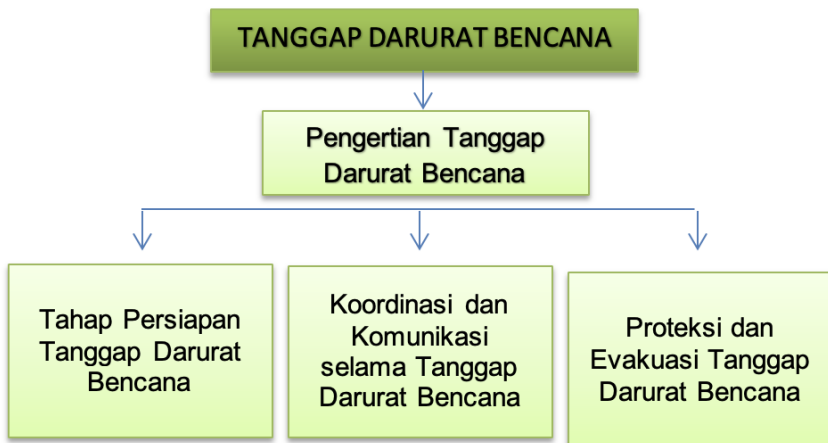 TANGGAP DARURAT BENCANA
Pengertian Tanggap
Darurat Bencana
Tahap Persiapan
Tanggap Darurat
Bencana
Koordinasi dan
Komunikasi
selama Tanggap
Darurat Bencana
Proteksi dan
Evakuasi Tanggap
Darurat Bencana